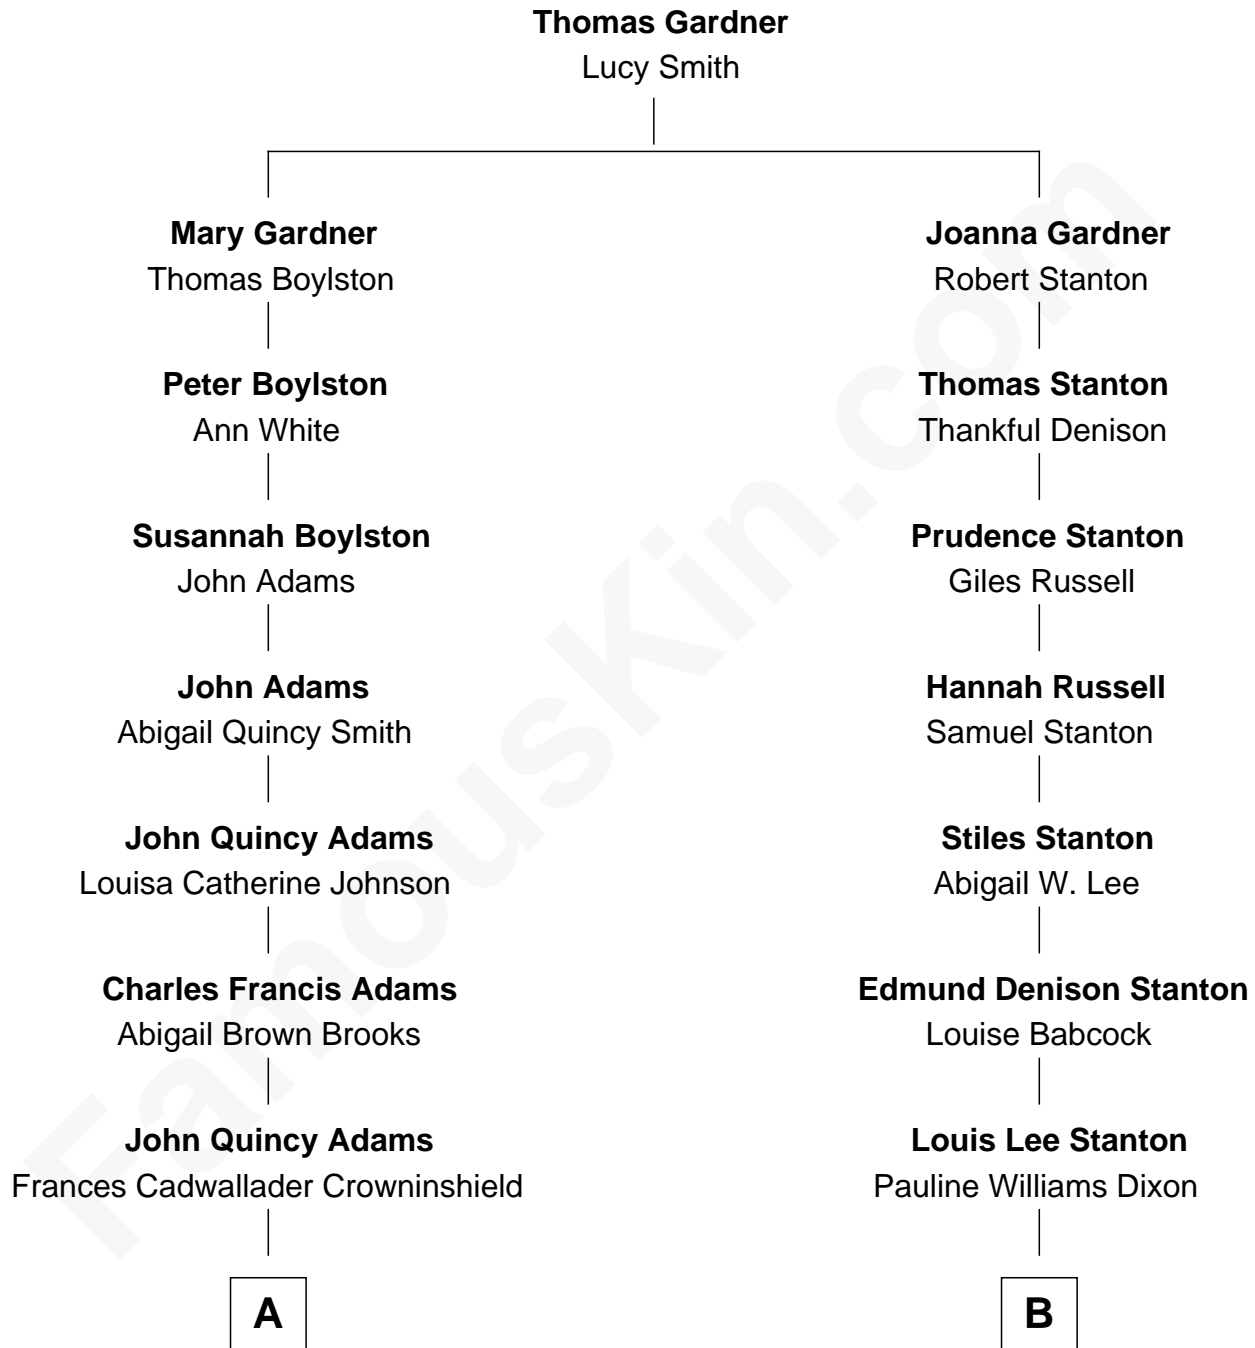 Thomas Gardner
Lucy Smith
Mary Gardner
Thomas Boylston
Joanna Gardner
Robert Stanton
Peter Boylston
Ann White
Thomas Stanton
Thankful Denison
Susannah Boylston
John Adams
Prudence Stanton
Giles Russell
John Adams
Abigail Quincy Smith
Hannah Russell
Samuel Stanton
John Quincy Adams
Louisa Catherine Johnson
Stiles Stanton
Abigail W. Lee
Charles Francis Adams
Abigail Brown Brooks
Edmund Denison Stanton
Louise Babcock
John Quincy Adams
Frances Cadwallader Crowninshield
Louis Lee Stanton
Pauline Williams Dixon
A
B
FamousKin.com